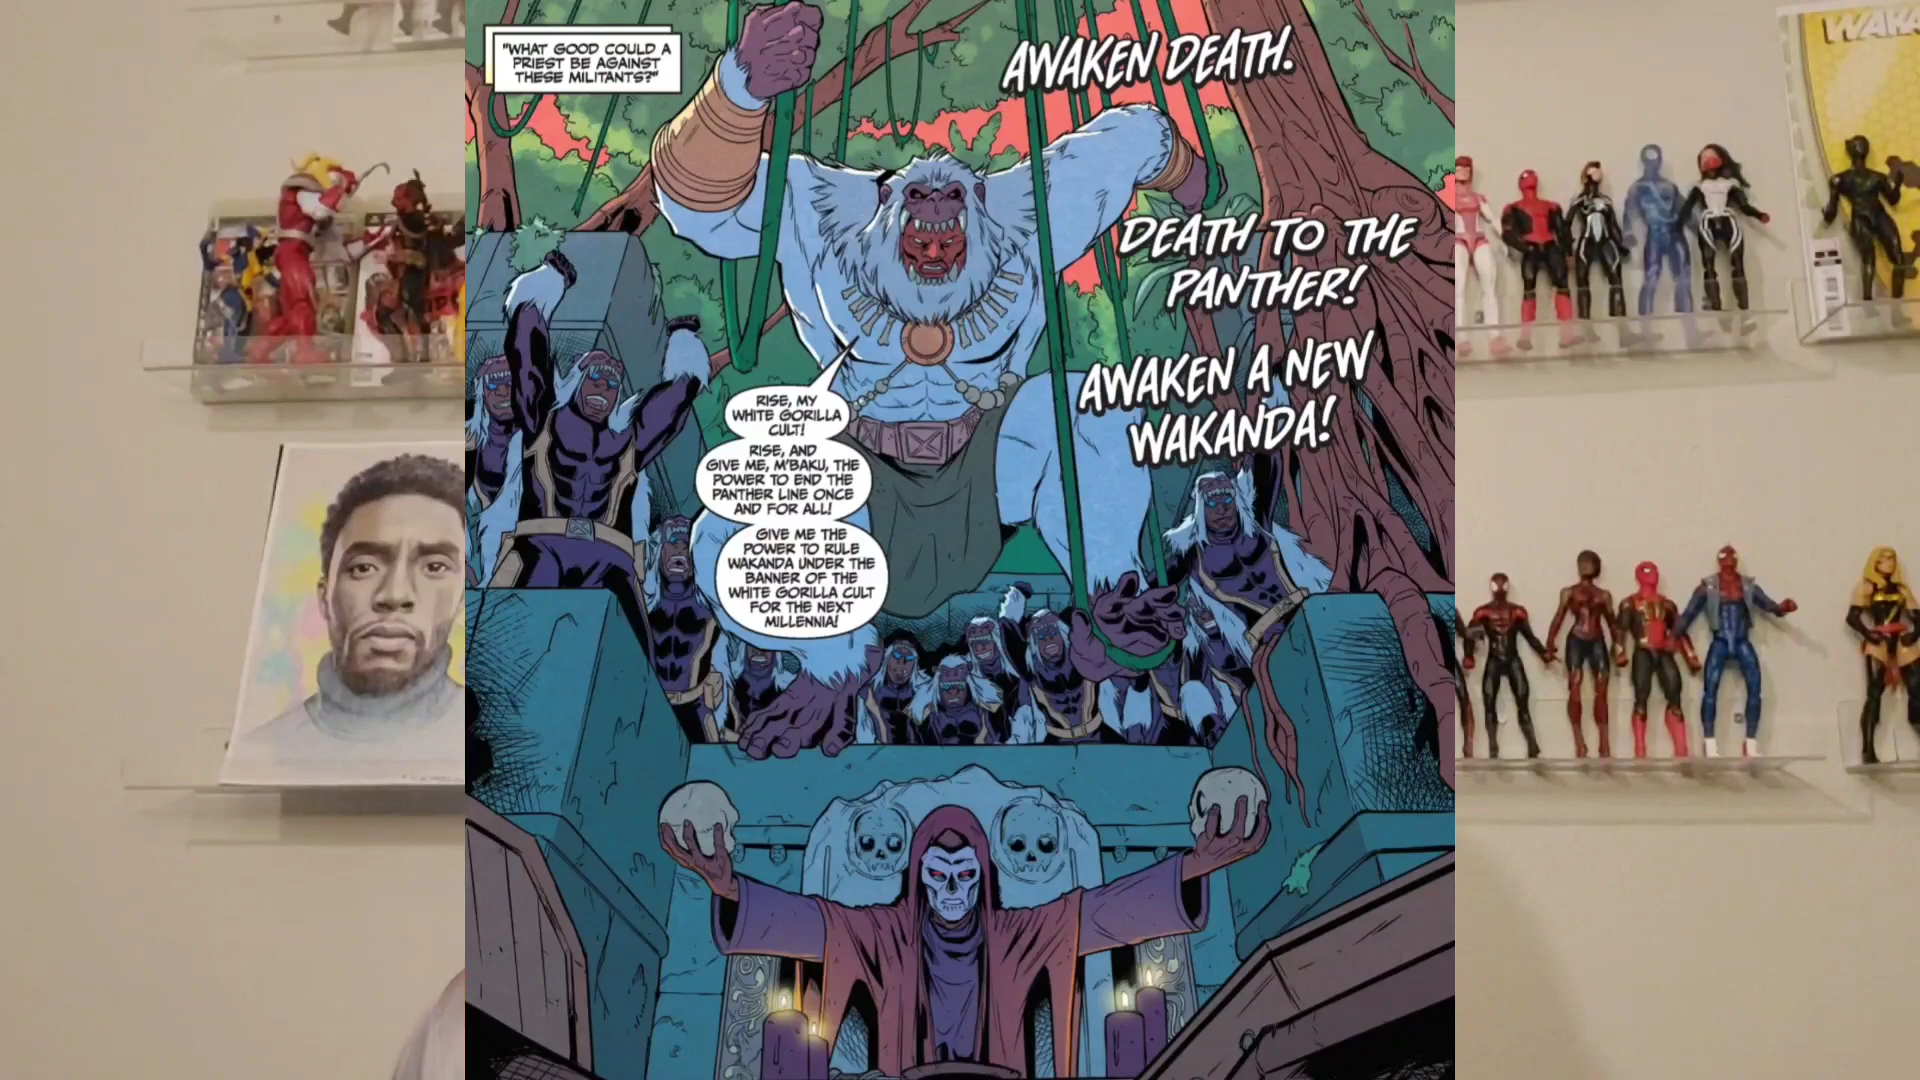 "WHAT GOOD COULD A
PRIEST BE AGAINST
THESE MILITANTS?"
AWAKEN DEATH.
DEATH TO THE
PANTHER!
AWAKEN A NEW
WAKANDA!
RISE, MY
WHITE GORILLA
CULT!
RISE, AND
GIVE ME, M'BAKU, THE
POWER TO END THE
PANTHER LINE ONCE
AND FOR ALL!
GIVE ME THE
POWER TO RULE
WAKANDA UNDER THE
BANNER OF THE
WHITE GORILLA CULT
FOR THE NEXT
MILLENNIA!